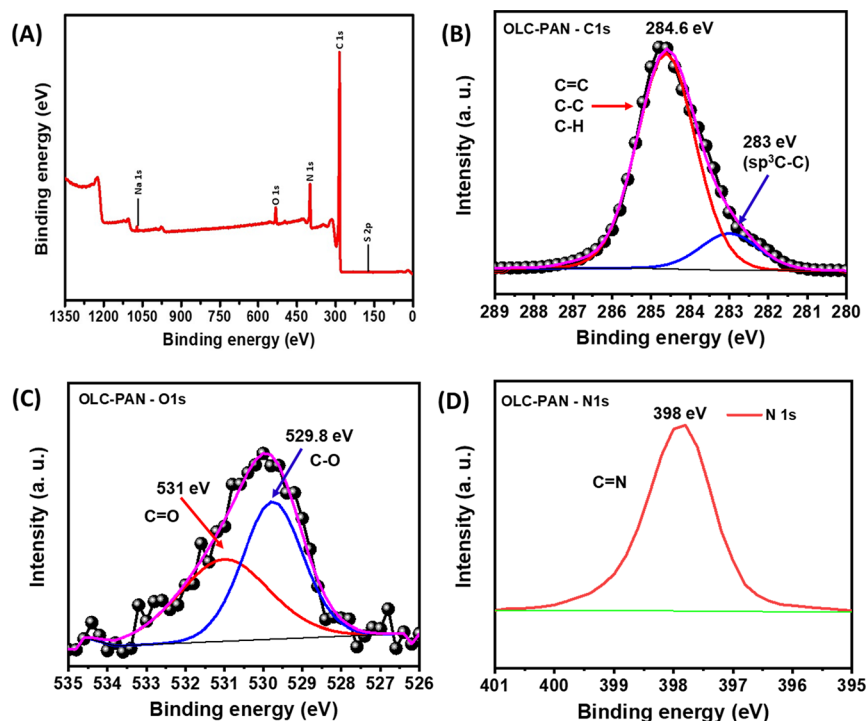 (A)
Binding energy (eV)
Na 1s
O 1s
N 1s
C 1s
S 2p
1350 1200 1050 900 750 600 450 300 150 0
Binding energy (eV)
(B)
OLC-PAN - C1s
284.6 eV
C=C
C-C
C-H
283 eV
(sp³C-C)
Intensity (a. u.)
289 288 287 286 285 284 283 282 281 280
Binding energy (eV)
(C)
OLC-PAN - O1s
529.8 eV
C-O
531 eV
C=O
Intensity (a. u.)
535 534 533 532 531 530 529 528 527 526
Binding energy (eV)
(D)
OLC-PAN - N1s
398 eV
N 1s
C=N
Intensity (a. u.)
401 400 399 398 397 396 395
Binding energy (eV)